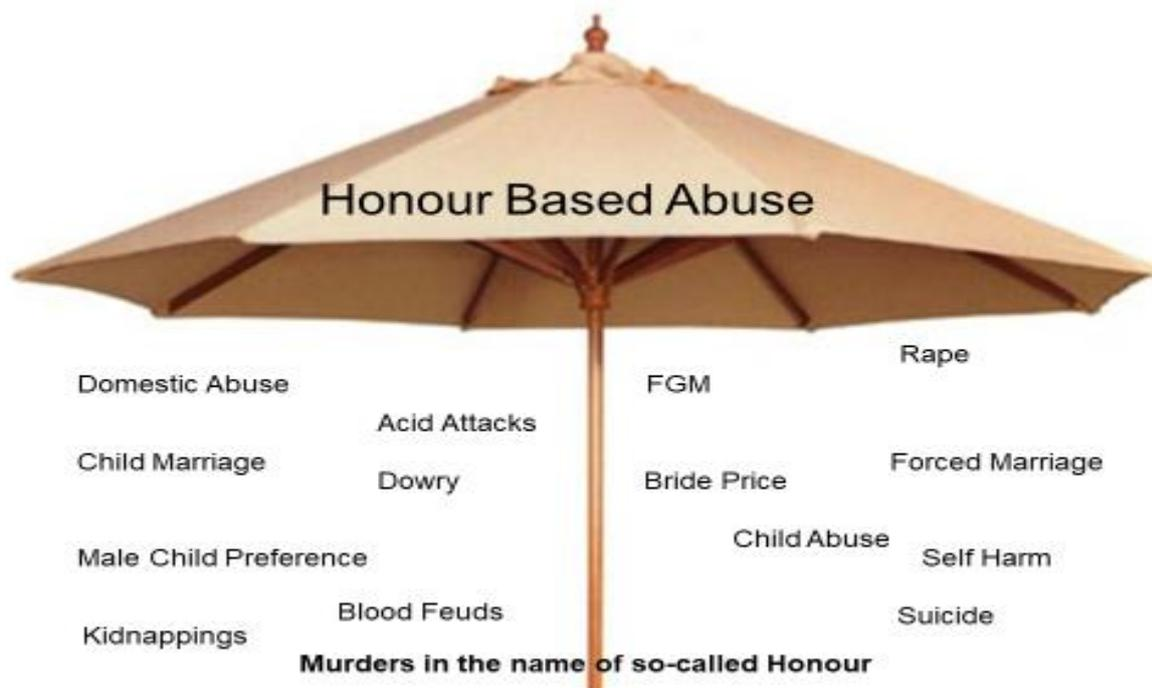 Honour Based Abuse
Rape
Domestic Abuse
FGM
Acid Attacks
Child Marriage
Forced Marriage
Dowry
Bride Price
Child Abuse
Male Child Preference
Self Harm
Blood Feuds
Suicide
Kidnappings
Murders in the name of so-called Honour